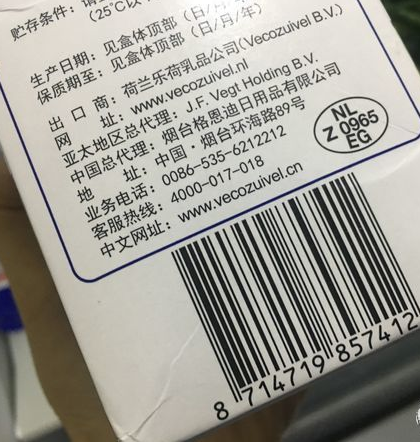 贮存条件：请
(25℃以
生产日期：见盒体顶部（日/月/年）
保质期至：见盒体顶部（日/月/年）
出 口 商：荷兰乐荷乳品公司(Vecozuivel B.V.)
网 址：www.vecozuivel.nl
亚太地区总代理：J.F. Vegt Holding B.V.
中国总代理：烟台格恩迪日用品有限公司
地 址：中国·烟台环海路89号
业务电话：0086-535-6212212
客服热线：4000-017-018
中文网址：www.vecozuivel.cn
NL
Z 0965
EG
8 714719 857412